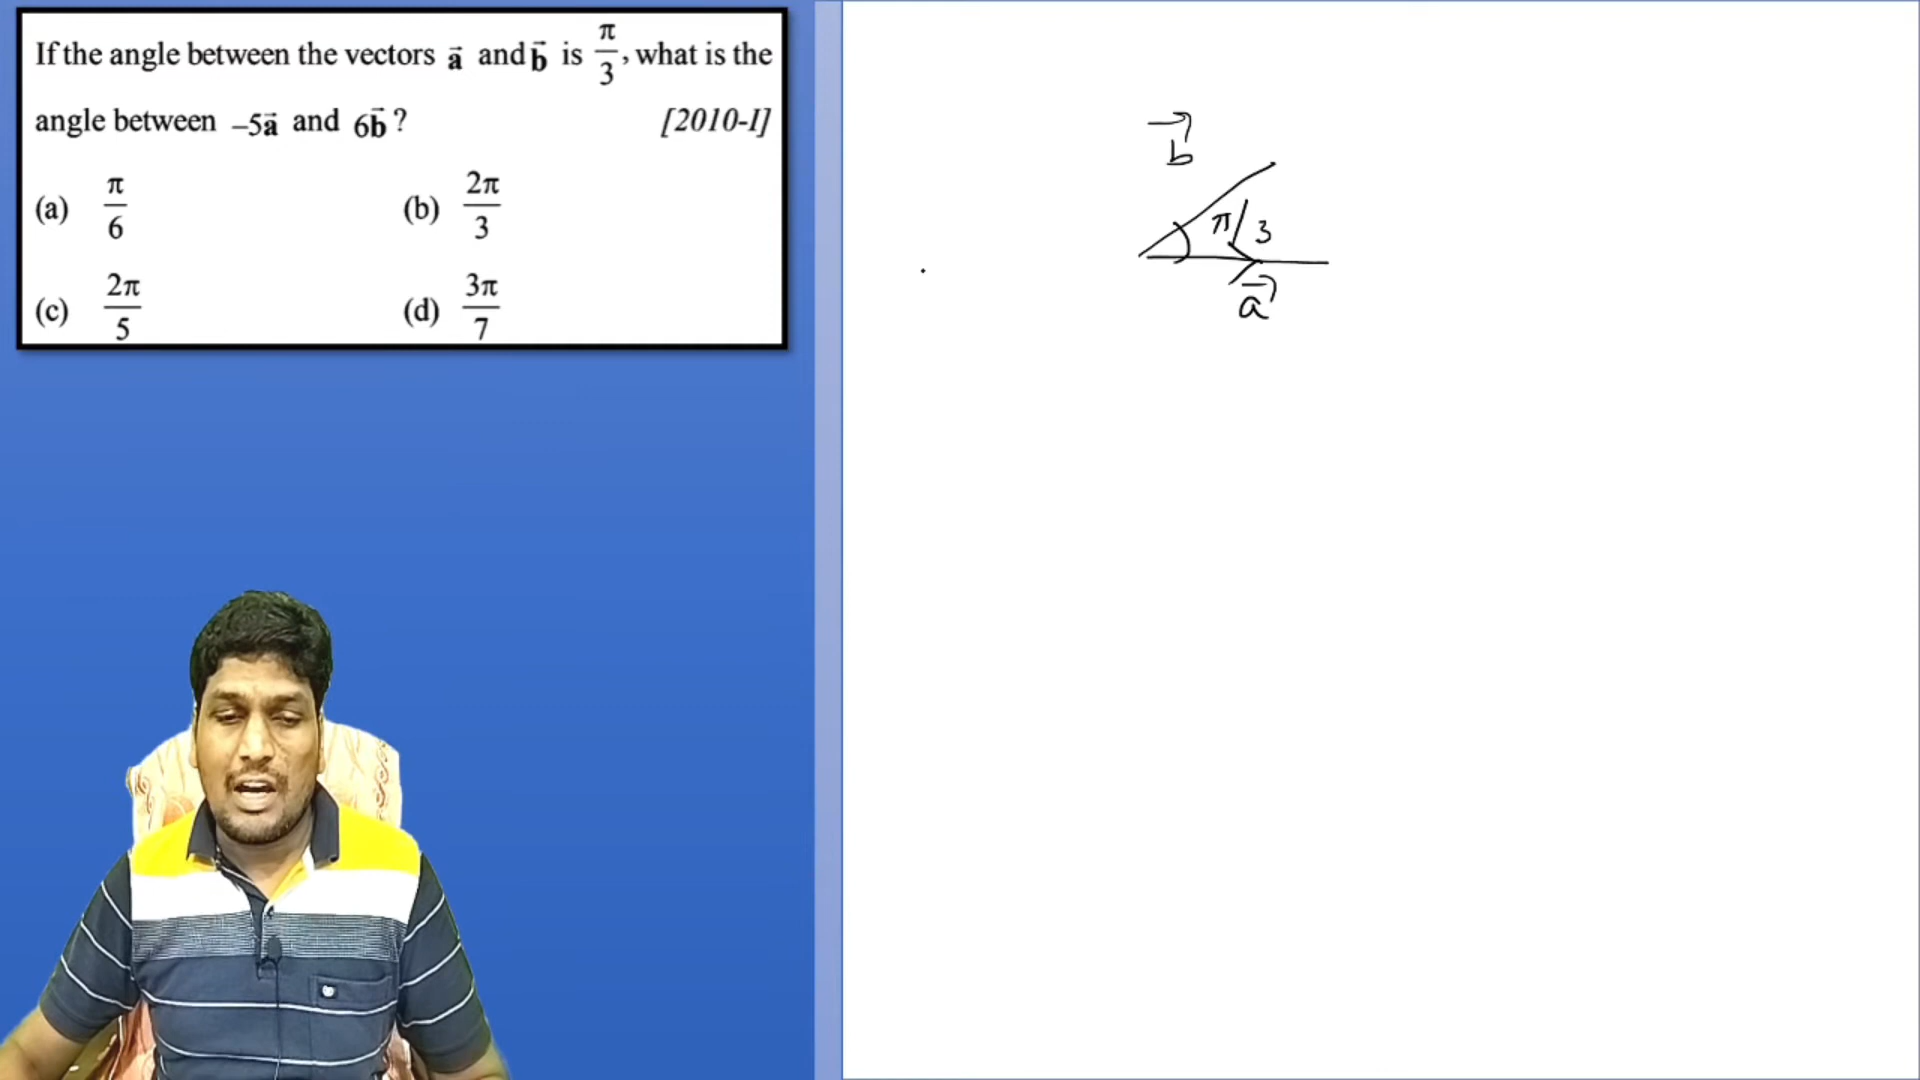 If the angle between the vectors a⃗ and b⃗ is π/3, what is the
angle between –5a⃗ and 6b⃗ ? [2010-I]
(a) π/6 (b) 2π/3
(c) 2π/5 (d) 3π/7
b⃗
π/3
a⃗